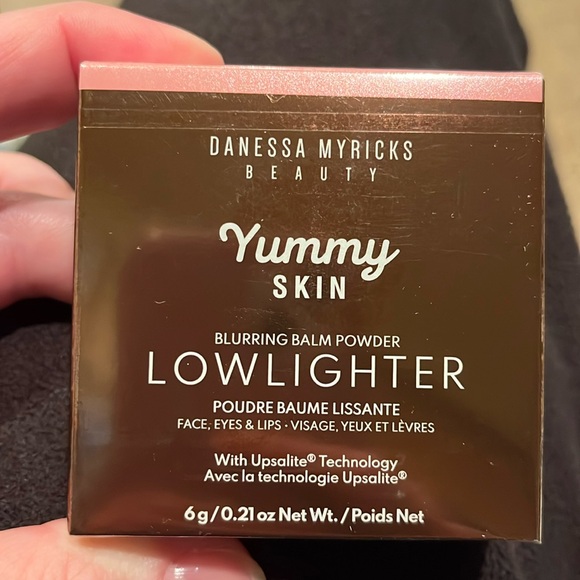 DANESSA MYRICKS
BEAUTY
Yummy
SKIN
BLURRING BALM POWDER
LOWLIGHTER
POUDRE BAUME LISSANTE
FACE, EYES & LIPS • VISAGE, YEUX ET LÈVRES
With Upsalite® Technology
Avec la technologie Upsalite®
6 g / 0.21 oz Net Wt. / Poids Net